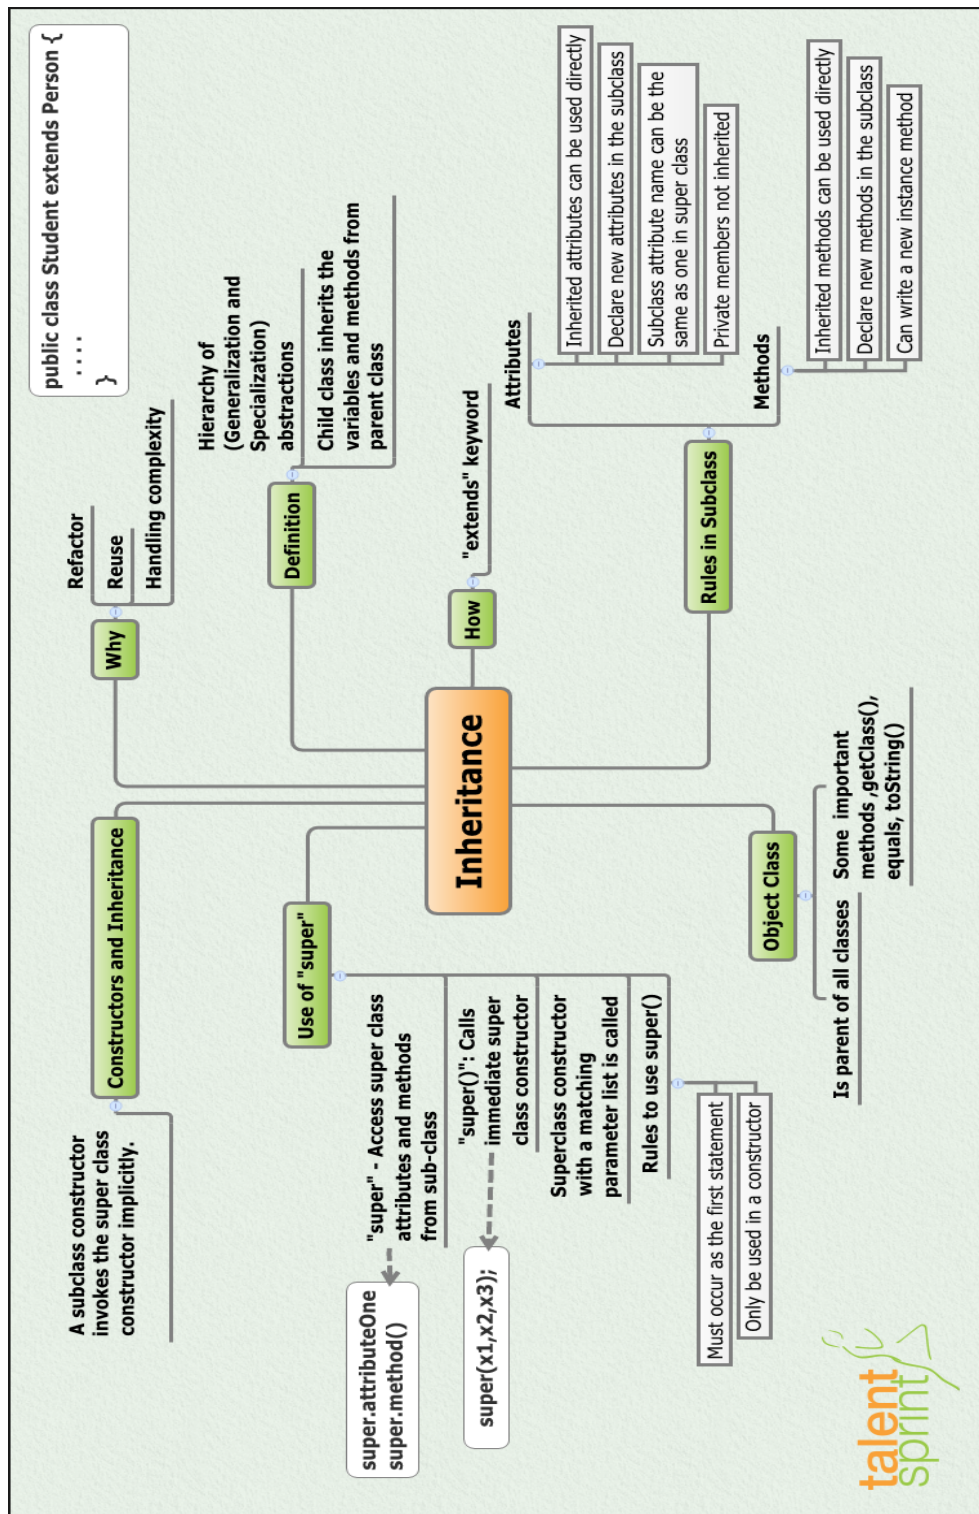 Inheritance
Constructors and Inheritance
A subclass constructor
invokes the super class
constructor implicitly.
Use of "super"
"super" - Access super class
attributes and methods
from sub-class
super.attributeOne
super.method()
"super()": Calls
immediate super
class constructor
super(x1,x2,x3);
Superclass constructor
with a matching
parameter list is called
Rules to use super()
Must occur as the first statement
Only be used in a constructor
Object Class
Is parent of all classes
Some important
methods ,getClass(),
equals, toString()
Why
Refactor
Reuse
Handling complexity
public class Student extends Person {
....
}
Definition
Hierarchy of
(Generalization and
Specialization)
abstractions
Child class inherits the
variables and methods from
parent class
How
"extends" keyword
Rules in Subclass
Attributes
Inherited attributes can be used directly
Declare new attributes in the subclass
Subclass attribute name can be the
same as one in super class
Private members not inherited
Methods
Inherited methods can be used directly
Declare new methods in the subclass
Can write a new instance method
talent
sprint